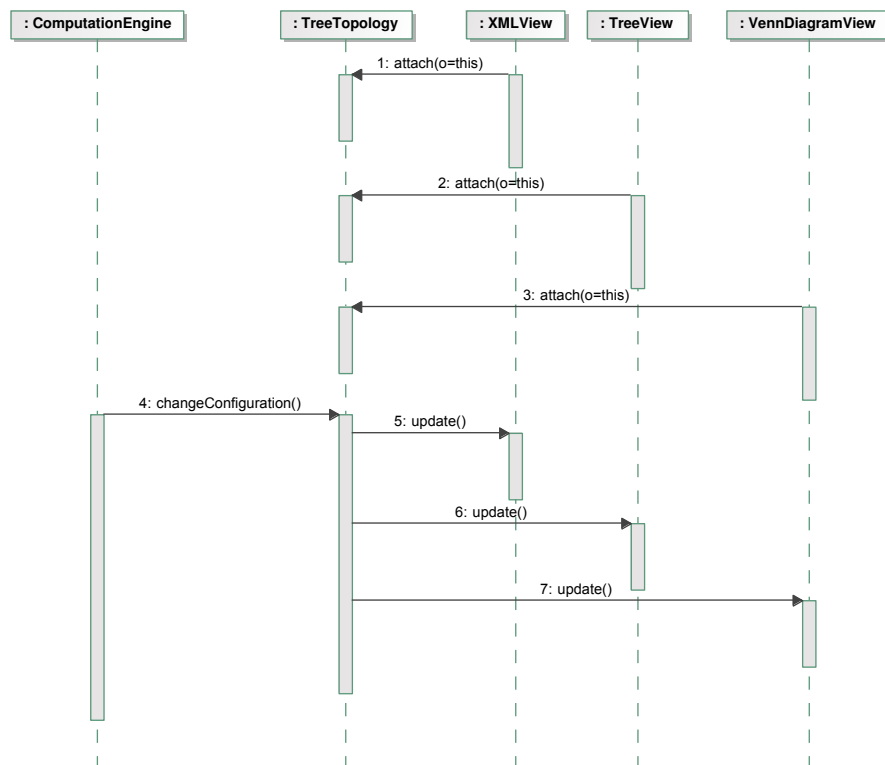 : ComputationEngine
: TreeTopology
: XMLView
: TreeView
: VennDiagramView
1: attach(o=this)
2: attach(o=this)
3: attach(o=this)
4: changeConfiguration()
5: update()
6: update()
7: update()